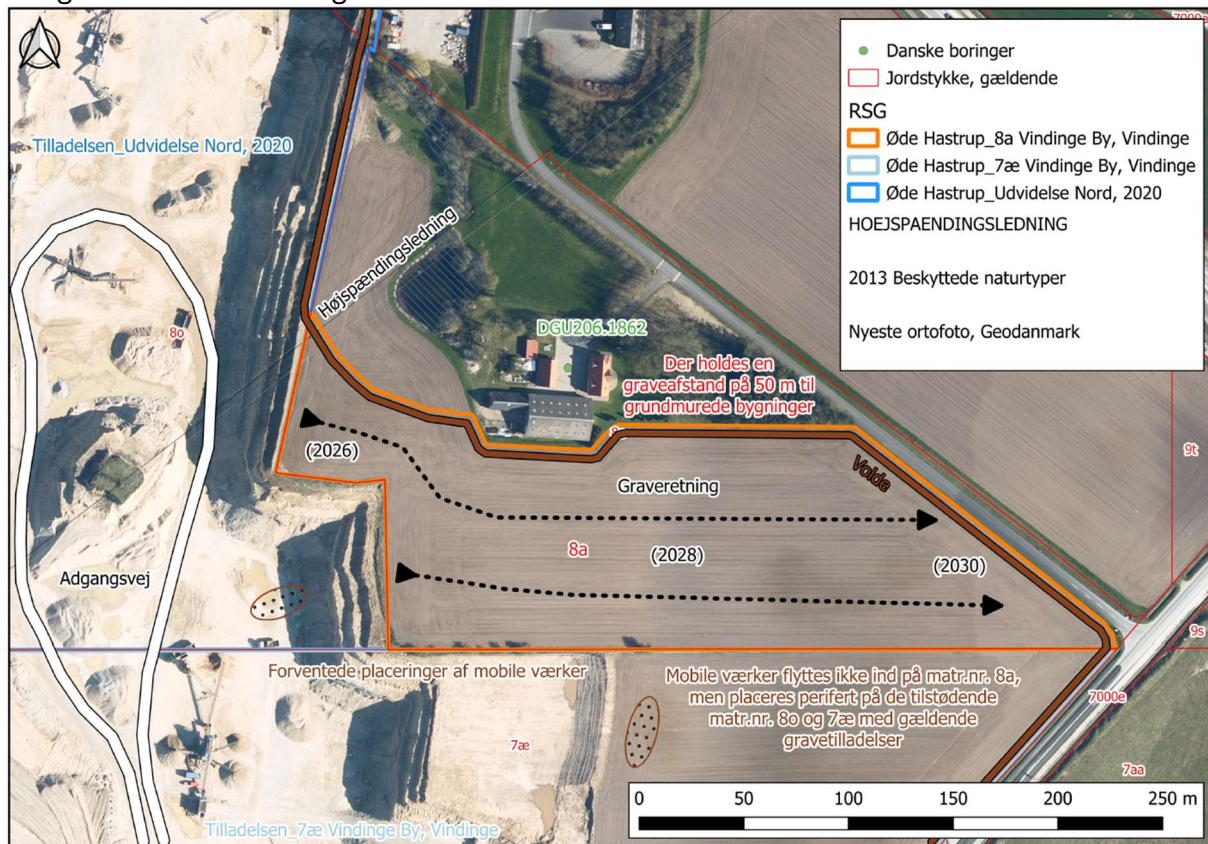 7000a
Danske boringer
Jordstykke, gældende
RSG
Øde Hastrup_8a Vindinge By, Vindinge
Øde Hastrup_7æ Vindinge By, Vindinge
Øde Hastrup_Udvidelse Nord, 2020
HOEJSPAENDINGSLEDNING
2013 Beskyttede naturtyper
Nyeste ortofoto, Geodanmark
Tilladelsen_Udvidelse Nord, 2020
Højspændingsledning
8o
DGU206.1862
Der holdes en
graveafstand på 50 m til
grundmurede bygninger
(2026)
Graveretning
Volde
9t
8a
(2028)
(2030)
Adgangsvej
9s
Forventede placeringer af mobile værker
Mobile værker flyttes ikke ind på matr.nr. 8a,
men placeres perifert på de tilstødende
matr.nr. 8o og 7æ med gældende
gravetilladelser
7000e
7æ
7aa
0 50 100 150 200 250 m
Tilladelsen_7æ Vindinge By, Vindinge